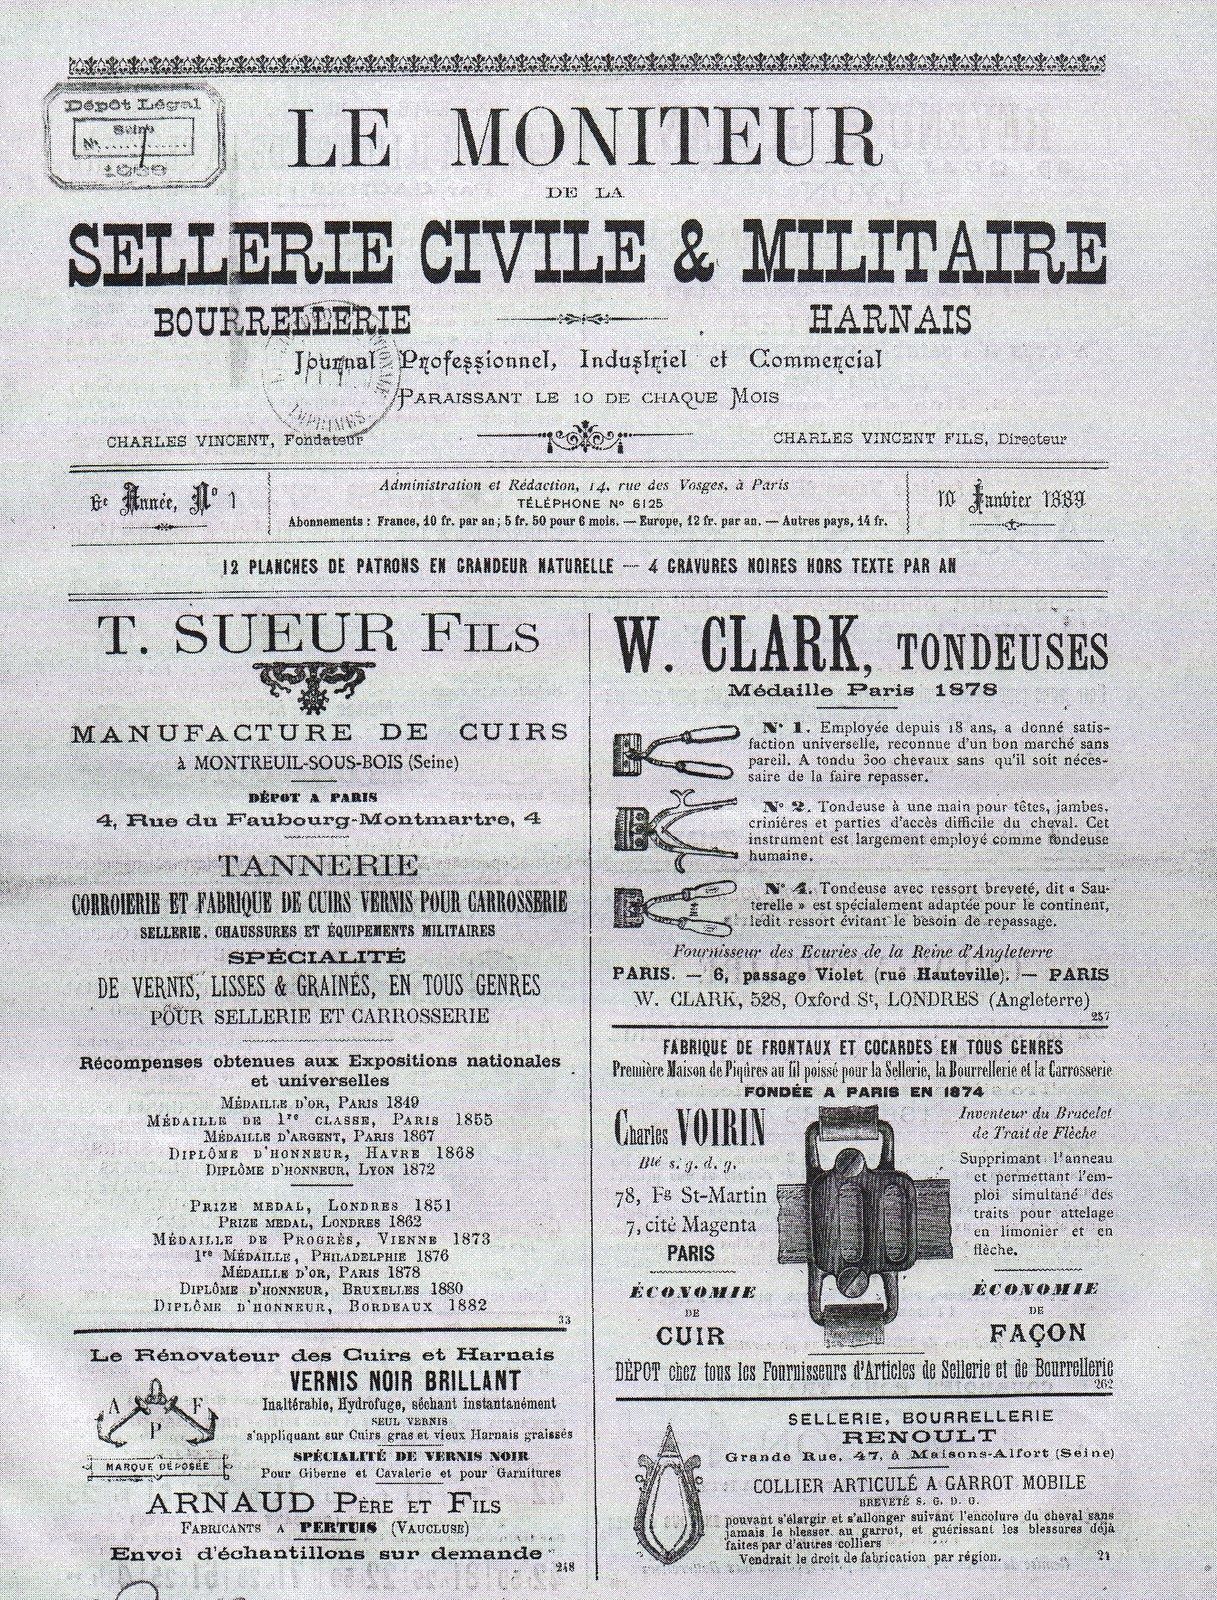 Dépôt Légal
Seine
N°
LE MONITEUR
DE LA
SELLERIE CIVILE & MILITAIRE
BOURRELLERIE
HARNAIS
Journal Professionnel, Industriel et Commercial
PARAISSANT LE 10 DE CHAQUE MOIS
IMPRIMÉS
CHARLES VINCENT, Fondateur
CHARLES VINCENT FILS, Directeur
6e Année, No 1
Administration et Rédaction, 14, rue des Vosges, à Paris
TÉLÉPHONE No 6125
Abonnements : France, 10 fr. par an ; 5 fr. 50 pour 6 mois. — Europe, 12 fr. par an. — Autres pays, 14 fr.
10 Janvier 1889
12 PLANCHES DE PATRONS EN GRANDEUR NATURELLE — 4 GRAVURES NOIRES HORS TEXTE PAR AN
T. SUEUR FILS
MANUFACTURE DE CUIRS
à MONTREUIL-SOUS-BOIS (Seine)
DÉPOT A PARIS
4, Rue du Faubourg-Montmartre, 4
TANNERIE
CORROIERIE ET FABRIQUE DE CUIRS VERNIS POUR CARROSSERIE
SELLERIE. CHAUSSURES ET ÉQUIPEMENTS MILITAIRES
SPÉCIALITÉ
DE VERNIS, LISSES & GRAINÉS, EN TOUS GENRES
POUR SELLERIE ET CARROSSERIE
Récompenses obtenues aux Expositions nationales
et universelles
MÉDAILLE D'OR, PARIS 1849
MÉDAILLE DE 1re CLASSE, PARIS 1855
MÉDAILLE D'ARGENT, PARIS 1867
DIPLÔME D'HONNEUR, HAVRE 1868
DIPLÔME D'HONNEUR, LYON 1872
PRIZE MEDAL, LONDRES 1851
PRIZE MEDAL, LONDRES 1862
MÉDAILLE DE PROGRÈS, VIENNE 1873
1re MÉDAILLE, PHILADELPHIE 1876
MÉDAILLE D'OR, PARIS 1878
DIPLÔME D'HONNEUR, BRUXELLES 1880
DIPLÔME D'HONNEUR, BORDEAUX 1882
33
Le Rénovateur des Cuirs et Harnais
VERNIS NOIR BRILLANT
Inaltérable, Hydrofuge, séchant instantanément
SEUL VERNIS
s'appliquant sur Cuirs gras et vieux Harnais graissés
SPÉCIALITÉ DE VERNIS NOIR
Pour Giberne et Cavalerie et pour Garnitures
A P F
MARQUE DÉPOSÉE
ARNAUD PÈRE ET FILS
FABRICANTS A PERTUIS (VAUCLUSE)
Envoi d'échantillons sur demande
248
W. CLARK, TONDEUSES
Médaille Paris 1878
N° 1. Employée depuis 18 ans, a donné satis-
faction universelle, reconnue d'un bon marché sans
pareil. A tondu 300 chevaux sans qu'il soit néces-
saire de la faire repasser.
N° 2. Tondeuse à une main pour têtes, jambes,
crinières et parties d'accès difficile du cheval. Cet
instrument est largement employé comme tondeuse
humaine.
N° 4. Tondeuse avec ressort breveté, dit « Sau-
terelle » est spécialement adaptée pour le continent,
ledit ressort évitant le besoin de repassage.
Fournisseur des Ecuries de la Reine d'Angleterre
PARIS. — 6, passage Violet (rue Hauteville). — PARIS
W. CLARK, 528, Oxford St, LONDRES (Angleterre)
257
FABRIQUE DE FRONTAUX ET COCARDES EN TOUS GENRES
Première Maison de Piqûres au fil poissé pour la Sellerie, la Bourrellerie et la Carrosserie
FONDÉE A PARIS EN 1874
Charles VOIRIN
Bté s. g. d. g.
78, Fg St-Martin
7, cité Magenta
PARIS
ÉCONOMIE
DE
CUIR
Inventeur du Bracelet
de Trait de Flèche
Supprimant l'anneau
et permettant l'em-
ploi simultané des
traits pour attelage
en limonier et en
flèche.
ÉCONOMIE
DE
FAÇON
DÉPOT chez tous les Fournisseurs d'Articles de Sellerie et de Bourrellerie
262
SELLERIE, BOURRELLERIE
RENOULT
Grande Rue, 47, à Maisons-Alfort (Seine)
COLLIER ARTICULÉ A GARROT MOBILE
BREVETÉ S. G. D. G.
pouvant s'élargir et s'allonger suivant l'encolure du cheval sans
jamais le blesser au garrot, et guérissant les blessures déjà
faites par d'autres colliers
Vendrait le droit de fabrication par région.
21